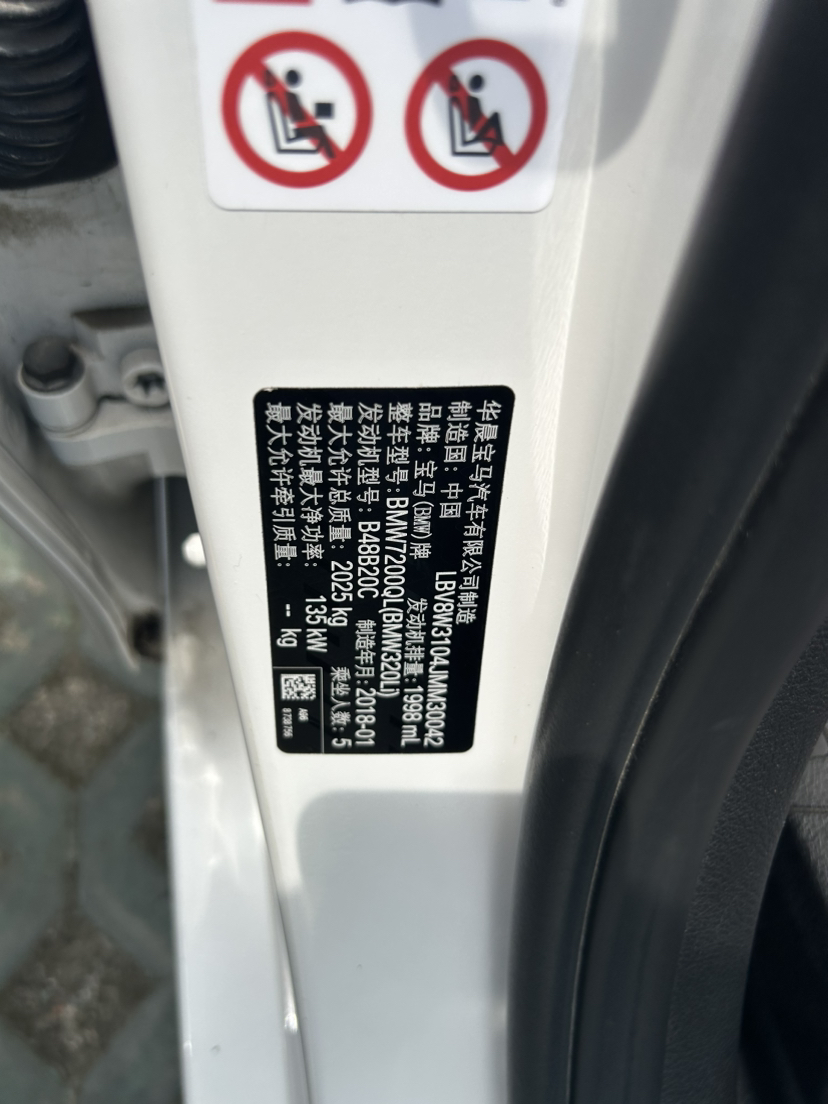 华晨宝马汽车有限公司制造
制造国：中国 LBV8W3104JMM30042
品牌：宝马(BMW)牌 发动机排量：1998 mL
整车型号：BMW7200QL(BMW320Li)
发动机型号：B48B20C 制造年月：2018-01
最大允许总质量：2025 kg 乘坐人数：5
发动机最大净功率：135 kW
最大允许牵引质量：-- kg
A96
9 738 756